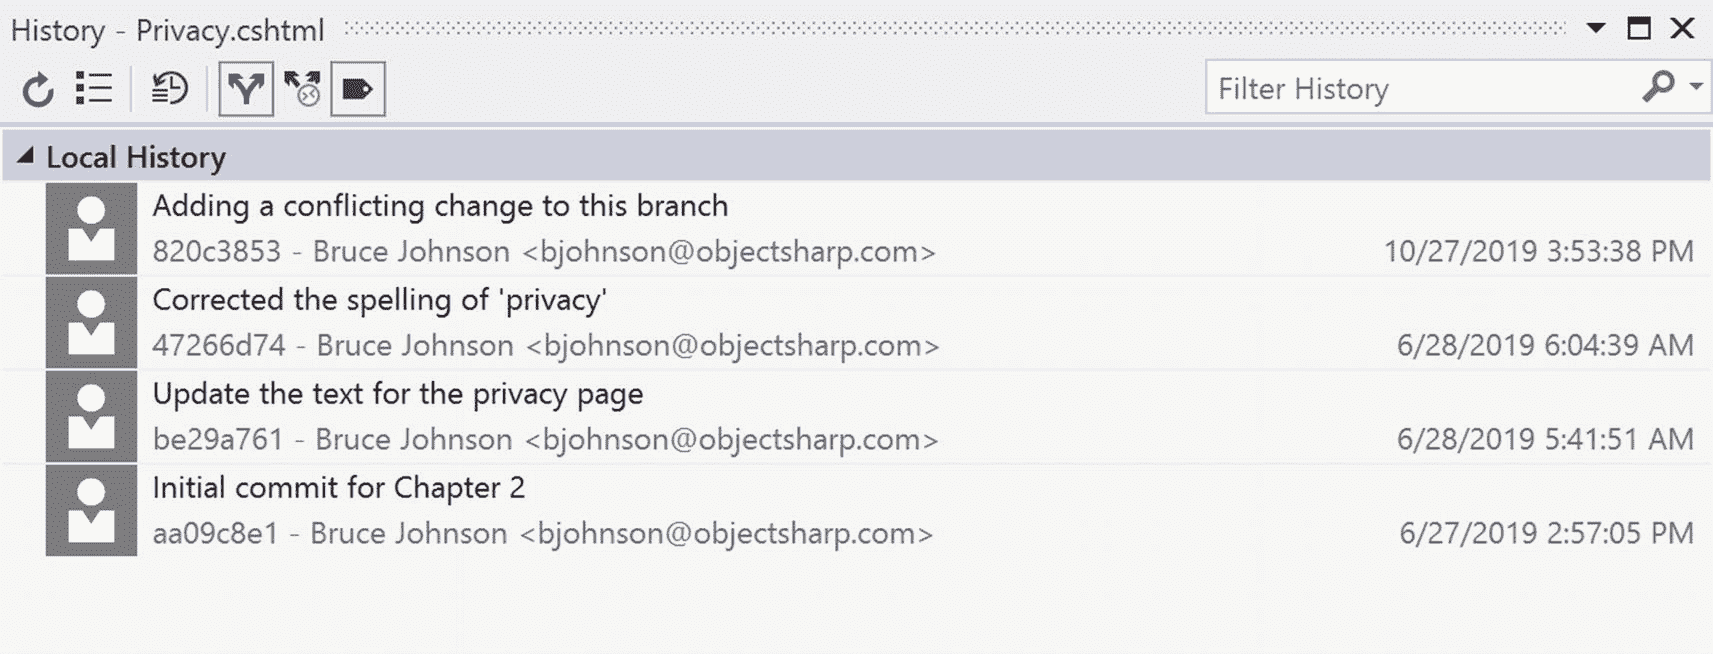 History - Privacy.cshtml
Filter History
Local History
Adding a conflicting change to this branch
820c3853 - Bruce Johnson <bjohnson@objectsharp.com> 10/27/2019 3:53:38 PM
Corrected the spelling of 'privacy'
47266d74 - Bruce Johnson <bjohnson@objectsharp.com> 6/28/2019 6:04:39 AM
Update the text for the privacy page
be29a761 - Bruce Johnson <bjohnson@objectsharp.com> 6/28/2019 5:41:51 AM
Initial commit for Chapter 2
aa09c8e1 - Bruce Johnson <bjohnson@objectsharp.com> 6/27/2019 2:57:05 PM